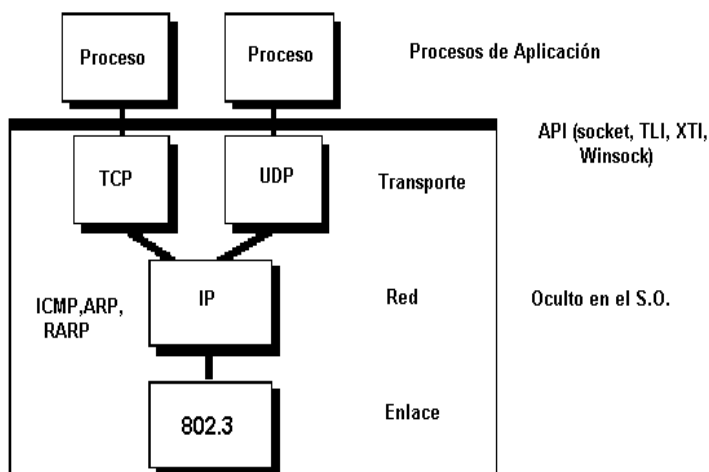 Proceso
Proceso
Procesos de Aplicación
API (socket, TLI, XTI,
Winsock)
TCP
UDP
Transporte
ICMP,ARP,
RARP
IP
Red
Oculto en el S.O.
802.3
Enlace